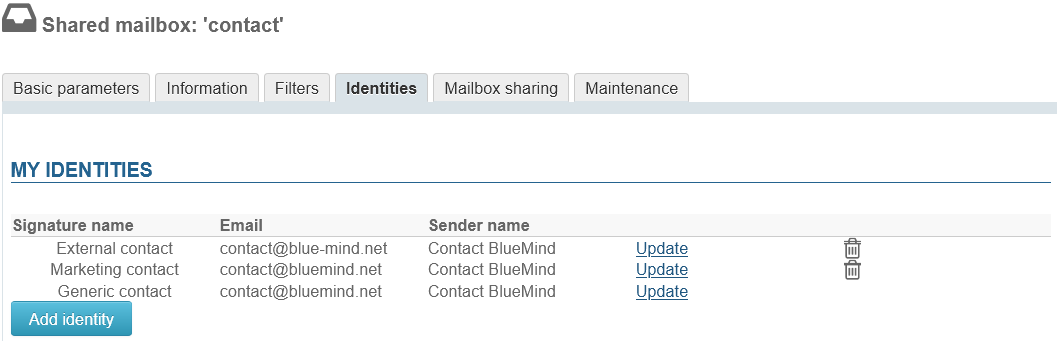 Shared mailbox: 'contact'
Basic parameters Information Filters Identities Mailbox sharing Maintenance
MY IDENTITIES
Signature name Email Sender name
External contact contact@blue-mind.net Contact BlueMind Update
Marketing contact contact@bluemind.net Contact BlueMind Update
Generic contact contact@bluemind.net Contact BlueMind Update
Add identity